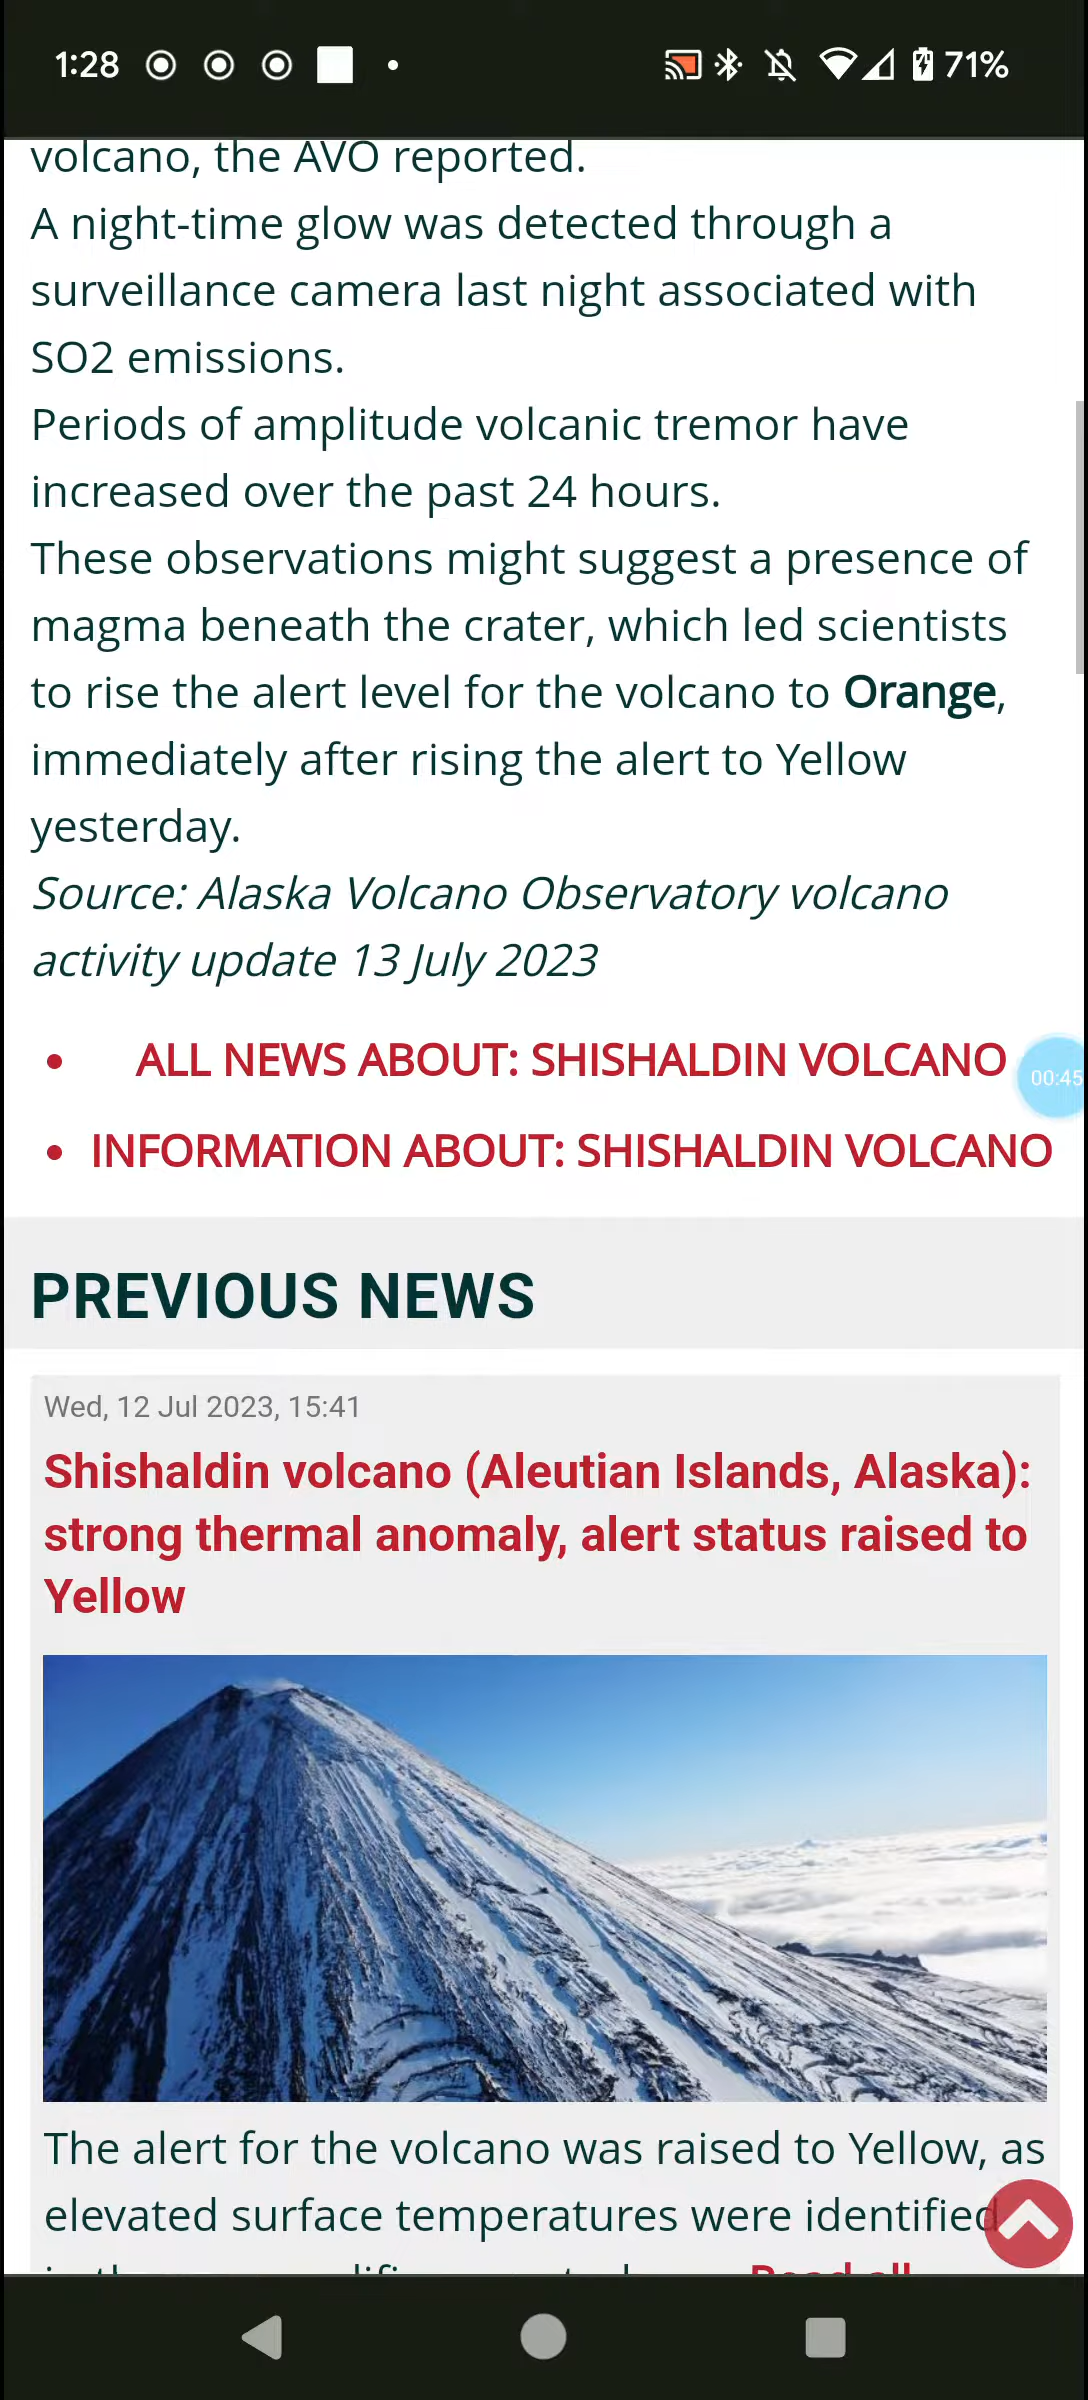 1:28
71%
volcano, the AVO reported.
A night-time glow was detected through a
surveillance camera last night associated with
SO2 emissions.
Periods of amplitude volcanic tremor have
increased over the past 24 hours.
These observations might suggest a presence of
magma beneath the crater, which led scientists
to rise the alert level for the volcano to Orange,
immediately after rising the alert to Yellow
yesterday.
Source: Alaska Volcano Observatory volcano
activity update 13 July 2023
• ALL NEWS ABOUT: SHISHALDIN VOLCANO
00:45
• INFORMATION ABOUT: SHISHALDIN VOLCANO
PREVIOUS NEWS
Wed, 12 Jul 2023, 15:41
Shishaldin volcano (Aleutian Islands, Alaska):
strong thermal anomaly, alert status raised to
Yellow
The alert for the volcano was raised to Yellow, as
elevated surface temperatures were identified
Read all